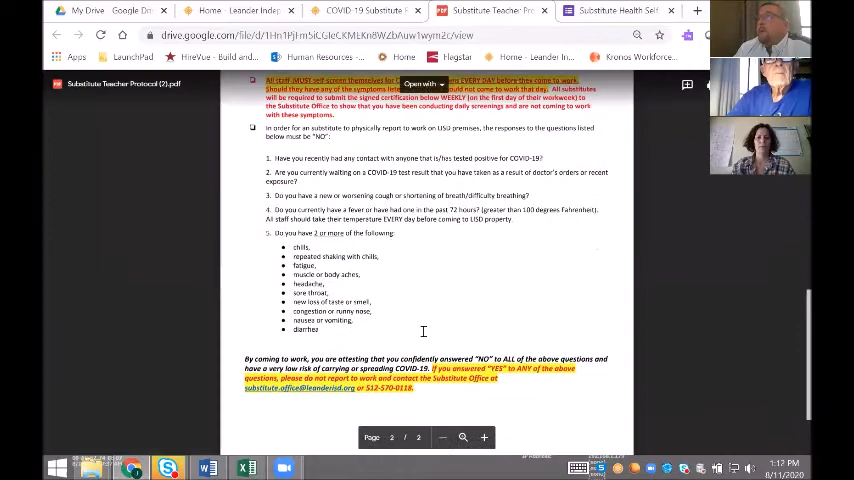 My Drive
Home - Leander Indepen
COVID-19 Substitute
Substitute Teacher Pro
Substitute Health Self
drive.google.com/file/d/1Hn1PjHm5iCGIeCKMEKn8WZbAuw1wym2c/view
Apps
LaunchPad
HireVue - Build and...
Human Resources -...
Home
Flagstar
Home - Leander In...
Kronos Workforce...
Substitute Teacher Protocol (2).pdf
Open with
All staff MUST self-screen themselves for EVERY DAY before they come to work.
Should they have any of the symptoms not come to work that day. All substitutes
will be required to submit the signed certification below WEEKLY (on the first day of their workweek) to
the Substitute Office to show that you have been conducting daily screenings and are not coming to work
with these symptoms.
In order for an substitute to physically report to work on LISD premises, the responses to the questions listed
below must be "NO":
1. Have you recently had any contact with anyone that is/has tested positive for COVID-19?
2. Are you currently waiting on a COVID-19 test result that you have taken as a result of doctor's orders or recent
exposure?
3. Do you have a new or worsening cough or shortening of breath/difficulty breathing?
4. Do you currently have a fever or have had one in the past 72 hours? (greater than 100 degrees Fahrenheit).
All staff should take their temperature EVERY day before coming to LISD property.
5. Do you have 2 or more of the following:
● chills,
● repeated shaking with chills,
● fatigue,
● muscle or body aches,
● headache,
● sore throat,
● new loss of taste or smell,
● congestion or runny nose,
● nausea or vomiting,
● diarrhea
By coming to work, you are attesting that you confidently answered "NO" to ALL of the above questions and
have a very low risk of carrying or spreading COVID-19. If you answered "YES" to ANY of the above
questions, please do not report to work and contact the Substitute Office at
substitute.office@leanderisd.org or 512-570-0118.
Page 2 / 2
1:12 PM
8/11/2020